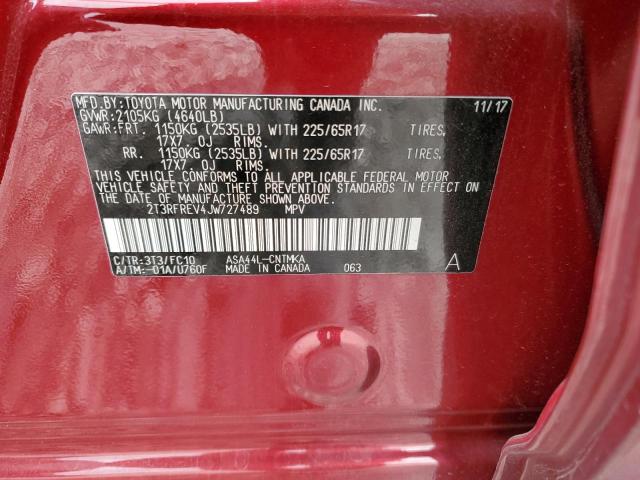 MFD.BY:TOYOTA MOTOR MANUFACTURING CANADA INC. 11/17
GVWR: 2105KG (4640LB)
GAWR:FRT. 1150KG (2535LB) WITH 225/65R17 TIRES,
17X7. 0J RIMS.
RR. 1150KG (2535LB) WITH 225/65R17 TIRES,
17X7. 0J RIMS.
THIS VEHICLE CONFORMS TO ALL APPLICABLE FEDERAL MOTOR
VEHICLE SAFETY AND THEFT PREVENTION STANDARDS IN EFFECT ON
THE DATE OF MANUFACTURE SHOWN ABOVE.
2T3RFREV4JW727489 MPV
C/TR:3T3/FC10 ASA44L-CNTMKA
A/TM:-01A/U760F MADE IN CANADA 063 A